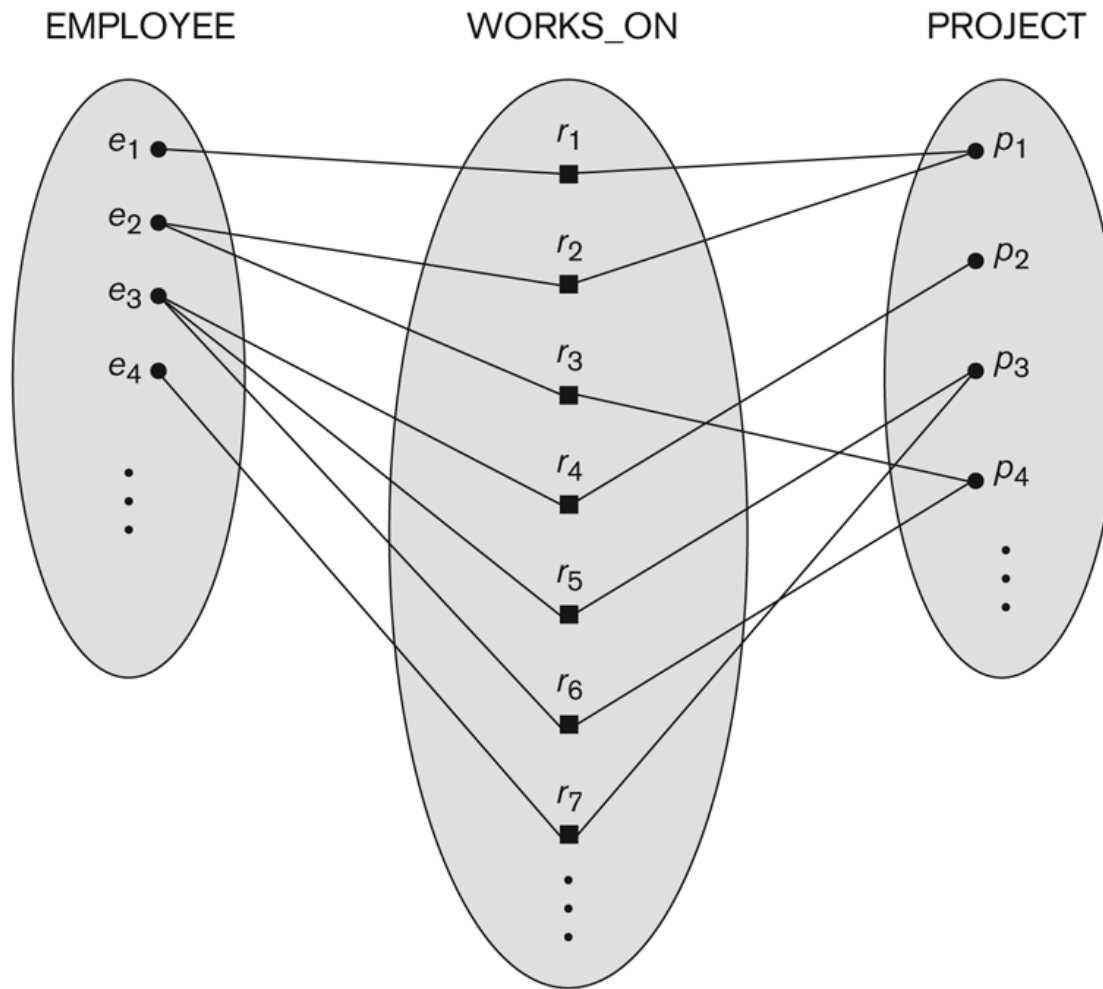 EMPLOYEE WORKS_ON PROJECT
e₁
e₂
e₃
e₄
r₁
r₂
r₃
r₄
r₅
r₆
r₇
p₁
p₂
p₃
p₄